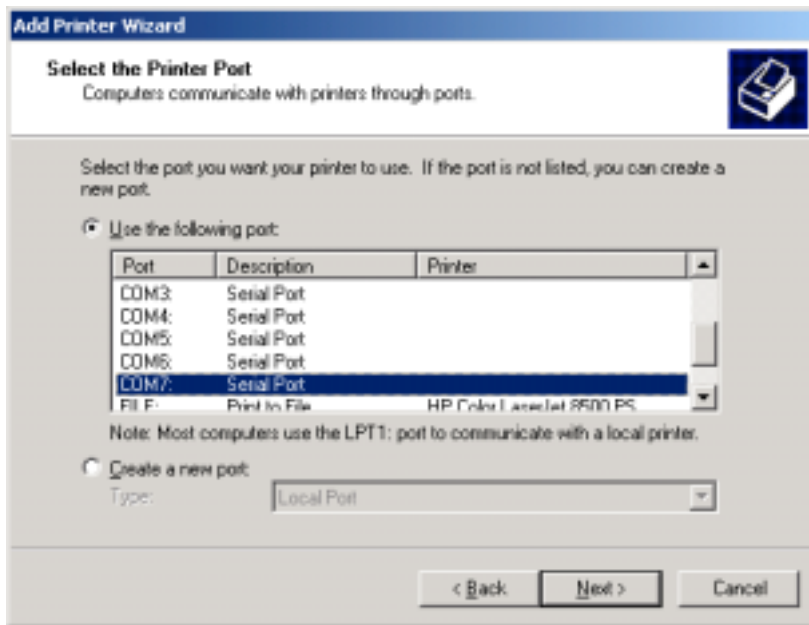 Add Printer Wizard
Select the Printer Port
Computers communicate with printers through ports.
Select the port you want your printer to use. If the port is not listed, you can create a
new port.
Use the following port:
Port Description Printer
COM3: Serial Port
COM4: Serial Port
COM5: Serial Port
COM6: Serial Port
COM7: Serial Port
FILE: Print to File HP Color LaserJet 8500 PS
Note: Most computers use the LPT1: port to communicate with a local printer.
Create a new port:
Type: Local Port
< Back Next > Cancel